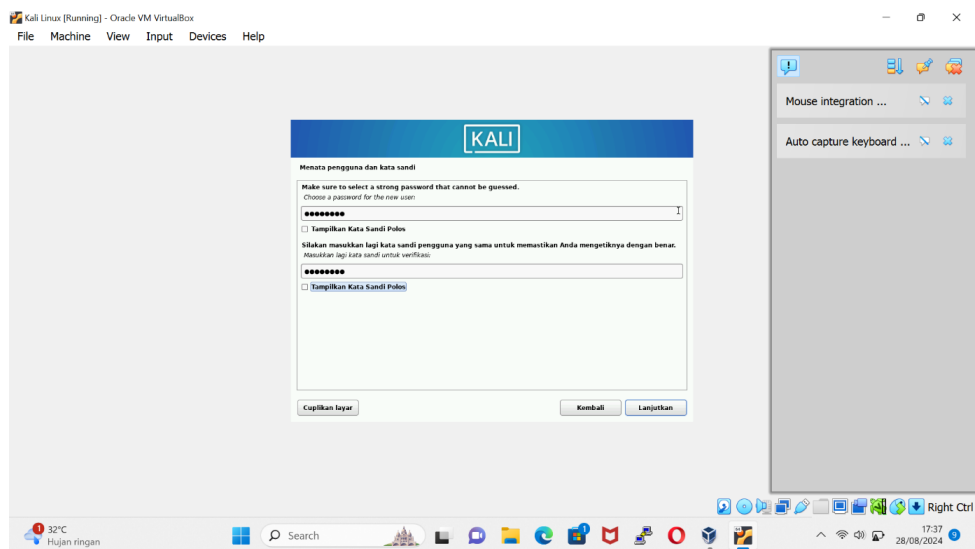 Kali Linux [Running] - Oracle VM VirtualBox
File Machine View Input Devices Help
Mouse integration ...
Auto capture keyboard ...
KALI
Menata pengguna dan kata sandi
Make sure to select a strong password that cannot be guessed.
Choose a password for the new user:
Tampilkan Kata Sandi Polos
Silakan masukkan lagi kata sandi pengguna yang sama untuk memastikan Anda mengetiknya dengan benar.
Masukkan lagi kata sandi untuk verifikasi:
Tampilkan Kata Sandi Polos
Cuplikan layar
Kembali
Lanjutkan
Right Ctrl
1
32°C
Hujan ringan
Search
1
17:37
28/08/2024
9